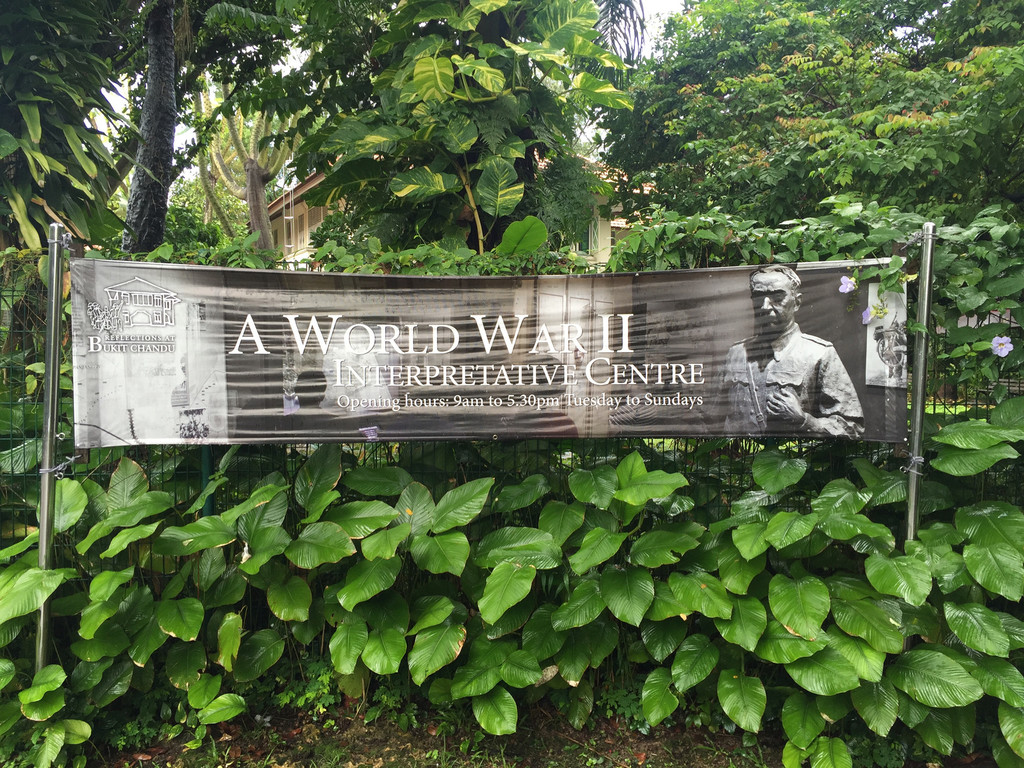 REFLECTIONS AT
BUKIT CHANDU
A WORLD WAR II
INTERPRETATIVE CENTRE
Opening hours: 9am to 5.30pm Tuesday to Sundays